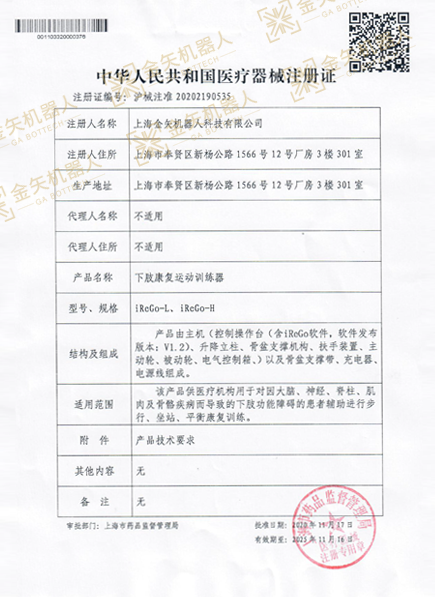 001103320000376
金矢机器人
GA BOTTECH
中华人民共和国医疗器械注册证
注册证编号：沪械注准 20202190535
注册人名称 上海金矢机器人科技有限公司
注册人住所 上海市奉贤区新杨公路 1566 号 12 号厂房 3 楼 301 室
生产地址 上海市奉贤区新杨公路 1566 号 12 号厂房 3 楼 301 室
代理人名称 不适用
代理人住所 不适用
产品名称 下肢康复运动训练器
型号、规格 iReGo-L、iReGo-H
结构及组成 产品由主机（控制操作台（含iReGo软件，软件发布
版本：V1.2）、升降立柱、骨盆支撑机构、扶手装置、主
动轮、被动轮、电气控制箱、）以及骨盆支撑带、充电器、
电源线组成。
适用范围 该产品供医疗机构用于对因大脑、神经、脊柱、肌
肉及骨骼疾病而导致的下肢功能障碍的患者辅助进行步
行、坐站、平衡康复训练。
附 件 产品技术要求
其他内容 无
备 注 无
审批部门：上海市药品监督管理局 批准日期：2020 年 11 月 17 日
有效期至：2025 年 11 月 16 日
上海市药品监督管理局